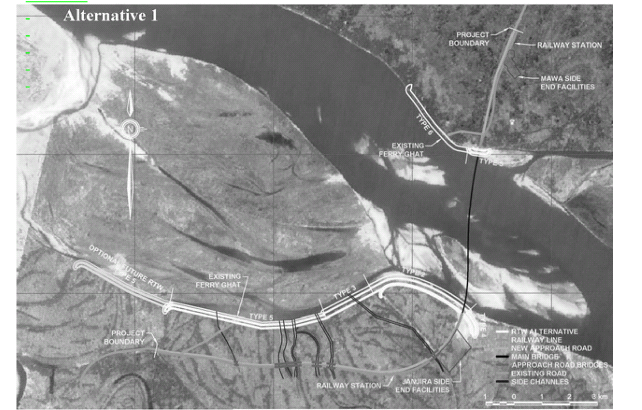 Alternative 1
PROJECT
BOUNDARY
RAILWAY STATION
MAWA SIDE
END FACILITIES
TYPE 6
EXISTING
FERRY GHAT
N
OPTIONAL FUTURE RTW
EXISTING
FERRY GHAT
TYPE 5
TYPE 3
PROJECT
BOUNDARY
RAILWAY STATION
JANJIRA SIDE
END FACILITIES
RTW ALTERNATIVE
RAILWAY LINE
NEW APPROACH ROAD
MAIN BRIDGE
APPROACH ROAD BRIDGES
EXISTING ROAD
SIDE CHANNLES
1 0 1 2 3 km